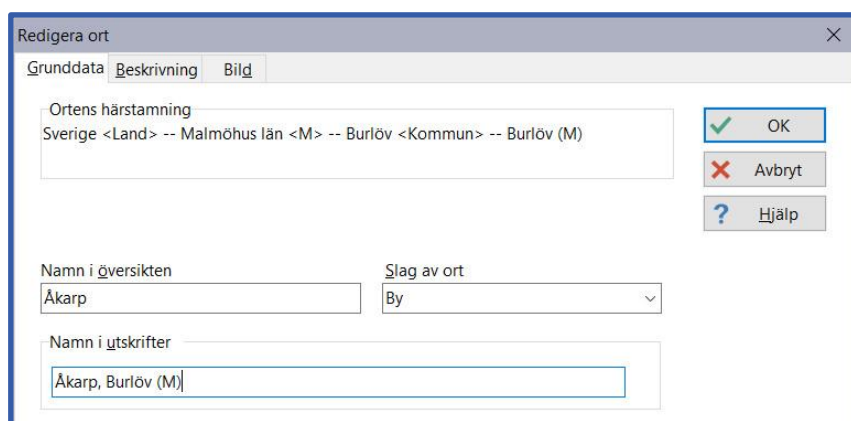 Redigera ort
Grunddata Beskrivning Bild
Ortens härstamning
Sverige <Land> -- Malmöhus län <M> -- Burlöv <Kommun> -- Burlöv (M)
OK
Avbryt
Hjälp
Namn i översikten
Slag av ort
Åkarp
By
Namn i utskrifter
Åkarp, Burlöv (M)